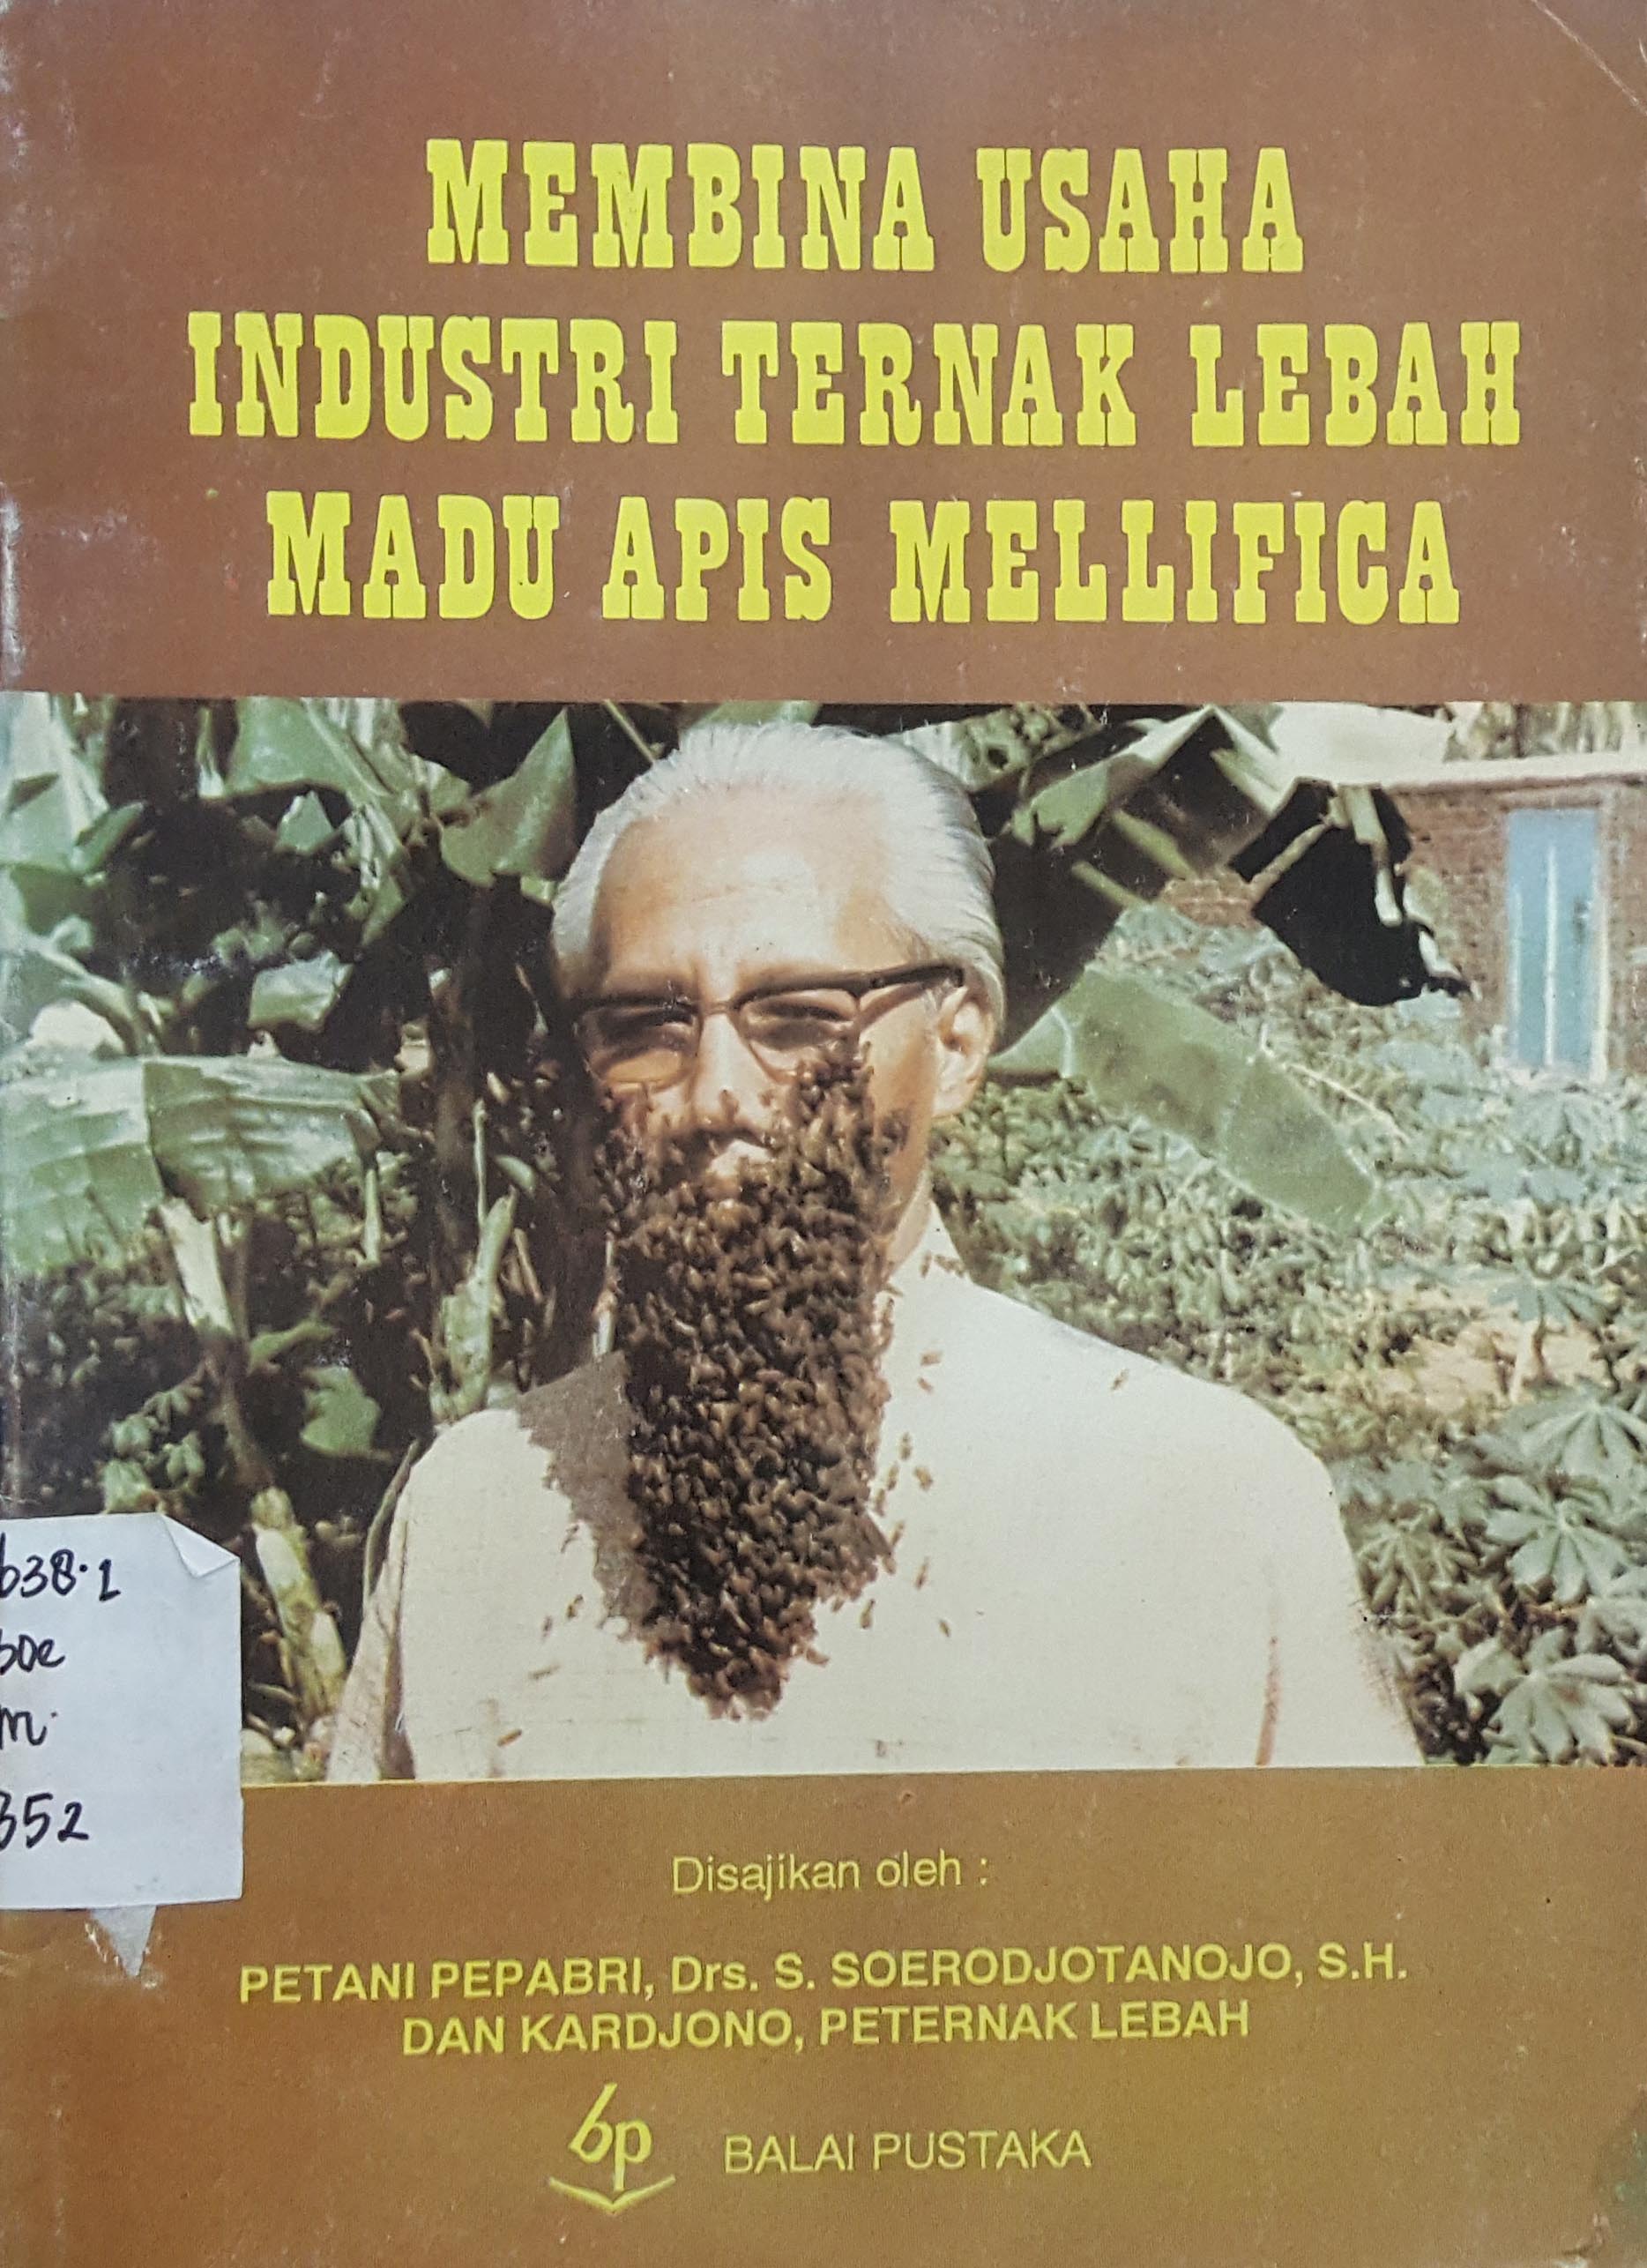 MEMBINA USAHA
INDUSTRI TERNAK LEBAH
MADU APIS MELLIFICA
638.1
soe
m.
352
Disajikan oleh :
PETANI PEPABRI, Drs. S. SOERODJOTANOJO, S.H.
DAN KARDJONO, PETERNAK LEBAH
bp BALAI PUSTAKA